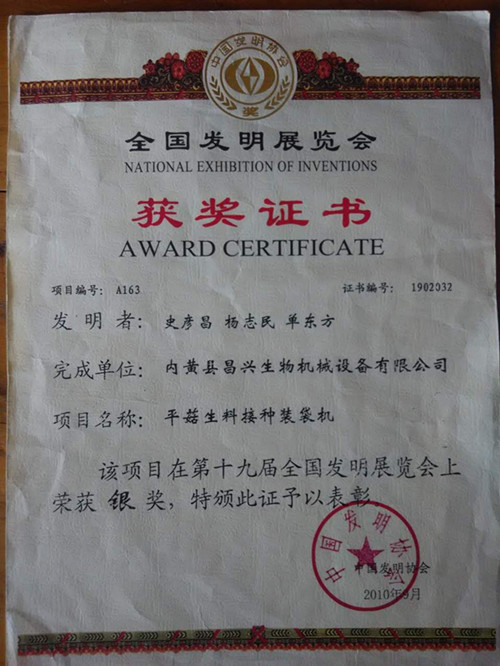 中国发明协会
奖
全国发明展览会
NATIONAL EXHIBITION OF INVENTIONS
获奖证书
AWARD CERTIFICATE
项目编号: A163 证书编号: 1902032
发明者: 史彦昌 杨志民 单东方
完成单位: 内黄县昌兴生物机械设备有限公司
项目名称: 平菇生料接种装袋机
该项目在第十九届全国发明展览会上
荣获 银 奖, 特颁此证予以表彰
中国发明协会
中国发明协会
2010年9月